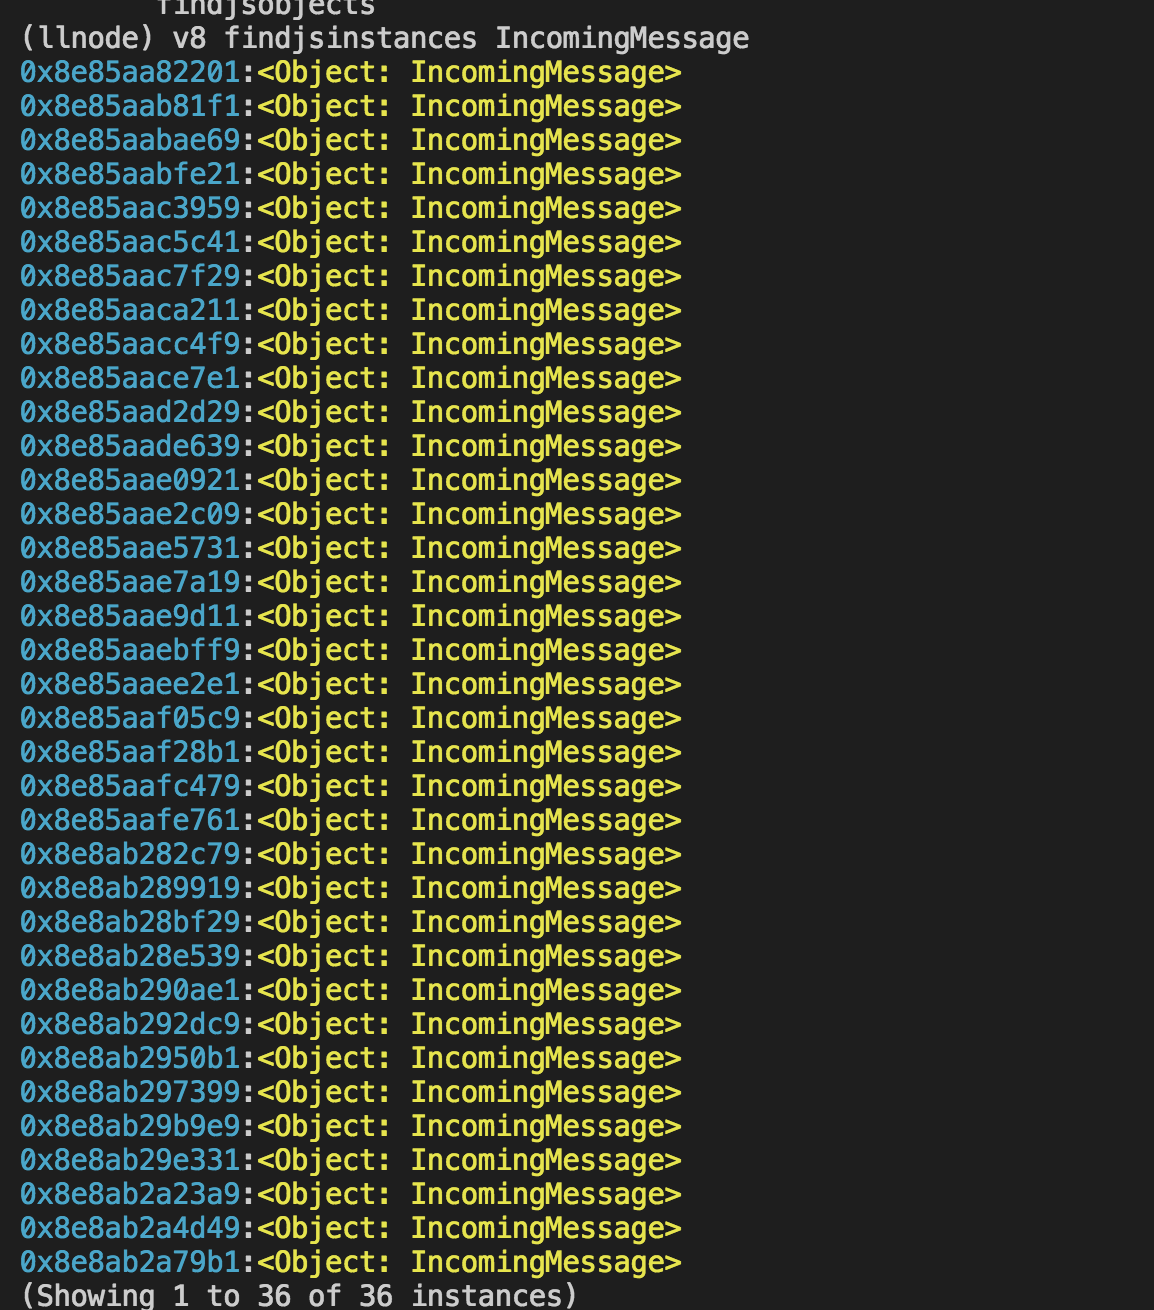 findjsobjects
(llnode) v8 findjsinstances IncomingMessage
0x8e85aa82201:<Object: IncomingMessage>
0x8e85aab81f1:<Object: IncomingMessage>
0x8e85aabae69:<Object: IncomingMessage>
0x8e85aabfe21:<Object: IncomingMessage>
0x8e85aac3959:<Object: IncomingMessage>
0x8e85aac5c41:<Object: IncomingMessage>
0x8e85aac7f29:<Object: IncomingMessage>
0x8e85aaca211:<Object: IncomingMessage>
0x8e85aacc4f9:<Object: IncomingMessage>
0x8e85aace7e1:<Object: IncomingMessage>
0x8e85aad2d29:<Object: IncomingMessage>
0x8e85aade639:<Object: IncomingMessage>
0x8e85aae0921:<Object: IncomingMessage>
0x8e85aae2c09:<Object: IncomingMessage>
0x8e85aae5731:<Object: IncomingMessage>
0x8e85aae7a19:<Object: IncomingMessage>
0x8e85aae9d11:<Object: IncomingMessage>
0x8e85aaebff9:<Object: IncomingMessage>
0x8e85aaee2e1:<Object: IncomingMessage>
0x8e85aaf05c9:<Object: IncomingMessage>
0x8e85aaf28b1:<Object: IncomingMessage>
0x8e85aafc479:<Object: IncomingMessage>
0x8e85aafe761:<Object: IncomingMessage>
0x8e8ab282c79:<Object: IncomingMessage>
0x8e8ab289919:<Object: IncomingMessage>
0x8e8ab28bf29:<Object: IncomingMessage>
0x8e8ab28e539:<Object: IncomingMessage>
0x8e8ab290ae1:<Object: IncomingMessage>
0x8e8ab292dc9:<Object: IncomingMessage>
0x8e8ab2950b1:<Object: IncomingMessage>
0x8e8ab297399:<Object: IncomingMessage>
0x8e8ab29b9e9:<Object: IncomingMessage>
0x8e8ab29e331:<Object: IncomingMessage>
0x8e8ab2a23a9:<Object: IncomingMessage>
0x8e8ab2a4d49:<Object: IncomingMessage>
0x8e8ab2a79b1:<Object: IncomingMessage>
(Showing 1 to 36 of 36 instances)